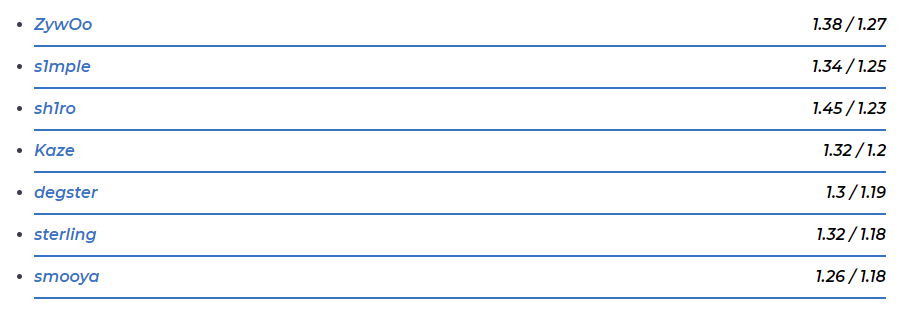 ZywOo 1.38 / 1.27
s1mple 1.34 / 1.25
sh1ro 1.45 / 1.23
Kaze 1.32 / 1.2
degster 1.3 / 1.19
sterling 1.32 / 1.18
smooya 1.26 / 1.18